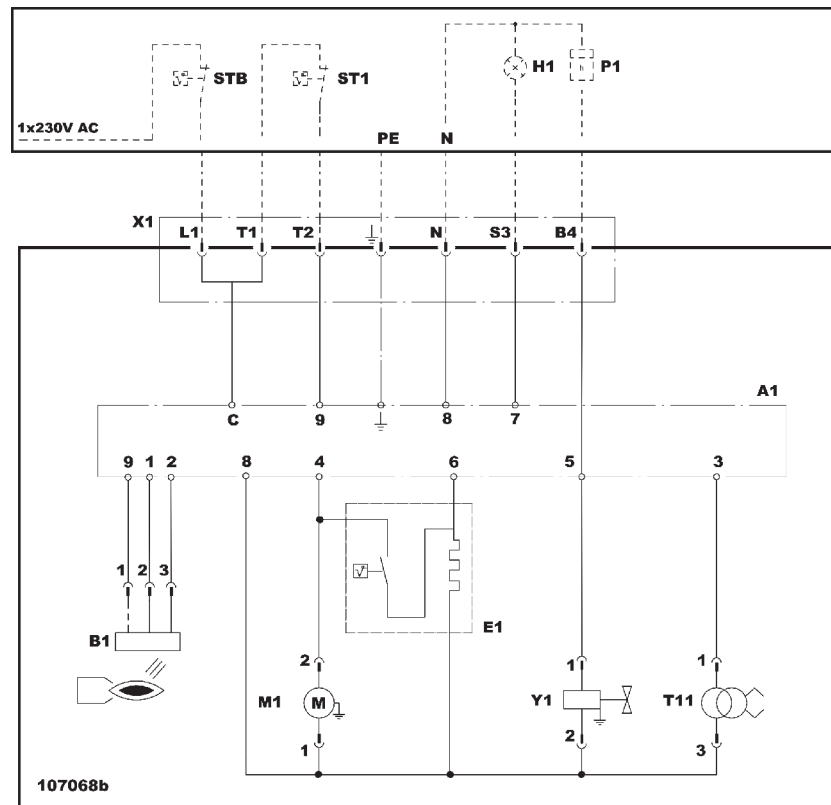 STB ST1 H1 P1
1x230V AC
PE N
X1
L1 T1 T2 N S3 B4
A1
C 9 8 7
9 1 2 8 4 6 5 3
1 2 3
E1
B1
2 1 1
M1 M Y1 T11
1 2 3
107068b